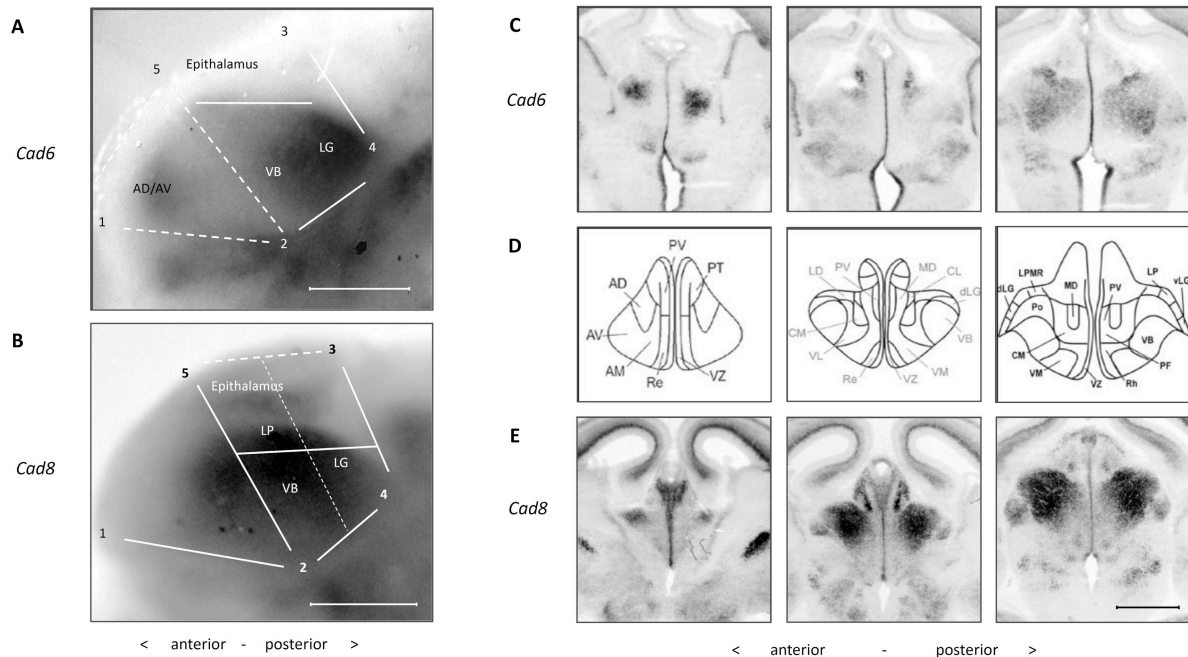 A
Cad6
3
Epithalamus
5
LG
4
VB
AD/AV
1
2
B
Cad8
3
5
Epithalamus
LP
LG
VB
4
1
2
< anterior - posterior >
C
Cad6
D
PV
AD
PT
AV
AM
Re
VZ
LD
PV
MD
CL
dLG
CM
VB
VL
Re
VZ
VM
LPMR
LP
vLG
dLG
MD
PV
Po
CM
VB
VM
PF
VZ
Rh
E
Cad8
< anterior - posterior >